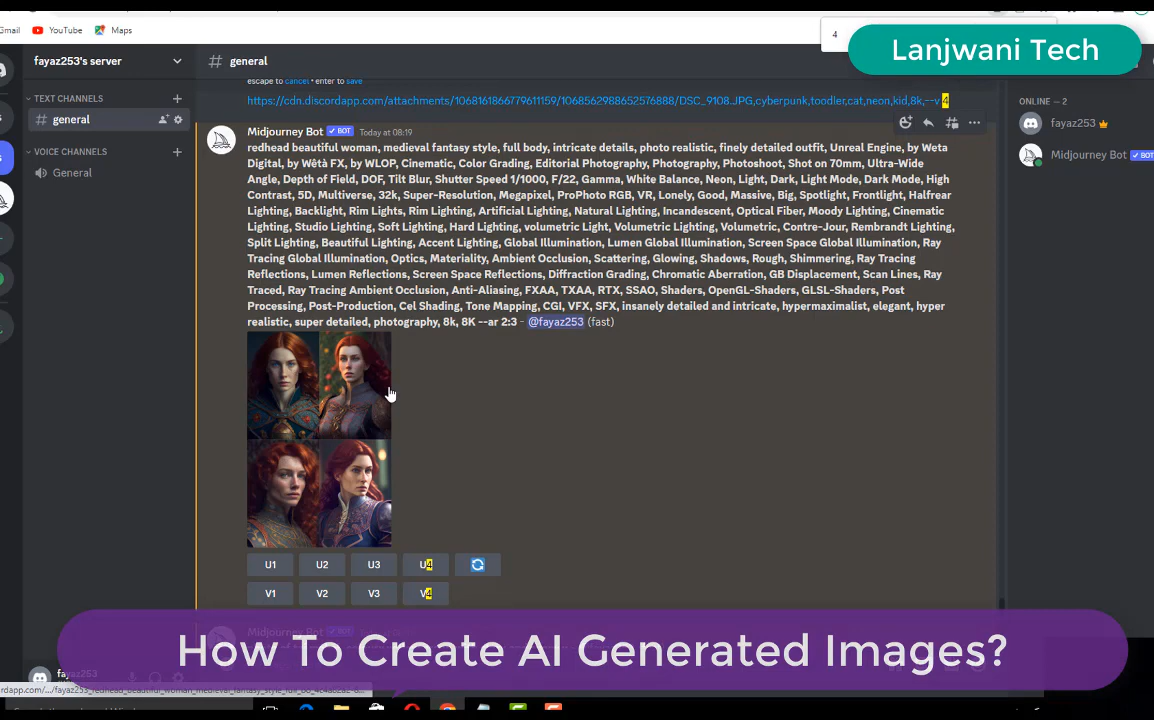 Gmail
YouTube
Maps
4
Lanjwani Tech
fayaz253's server
general
escape to cancel • enter to save
TEXT CHANNELS
https://cdn.discordapp.com/attachments/1068161866779611159/1068562988652576888/DSC_9108.JPG,cyberpunk,toodler,cat,neon,kid,8k,--v 4
ONLINE — 2
general
fayaz253
Midjourney Bot BOT Today at 08:19
VOICE CHANNELS
redhead beautiful woman, medieval fantasy style, full body, intricate details, photo realistic, finely detailed outfit, Unreal Engine, by Weta
Midjourney Bot BOT
Digital, by Wêtà FX, by WLOP, Cinematic, Color Grading, Editorial Photography, Photography, Photoshoot, Shot on 70mm, Ultra-Wide
General
Angle, Depth of Field, DOF, Tilt Blur, Shutter Speed 1/1000, F/22, Gamma, White Balance, Neon, Light, Dark, Light Mode, Dark Mode, High
Contrast, 5D, Multiverse, 32k, Super-Resolution, Megapixel, ProPhoto RGB, VR, Lonely, Good, Massive, Big, Spotlight, Frontlight, Halfrear
Lighting, Backlight, Rim Lights, Rim Lighting, Artificial Lighting, Natural Lighting, Incandescent, Optical Fiber, Moody Lighting, Cinematic
Lighting, Studio Lighting, Soft Lighting, Hard Lighting, volumetric Light, Volumetric Lighting, Volumetric, Contre-Jour, Rembrandt Lighting,
Split Lighting, Beautiful Lighting, Accent Lighting, Global Illumination, Lumen Global Illumination, Screen Space Global Illumination, Ray
Tracing Global Illumination, Optics, Materiality, Ambient Occlusion, Scattering, Glowing, Shadows, Rough, Shimmering, Ray Tracing
Reflections, Lumen Reflections, Screen Space Reflections, Diffraction Grading, Chromatic Aberration, GB Displacement, Scan Lines, Ray
Traced, Ray Tracing Ambient Occlusion, Anti-Aliasing, FXAA, TXAA, RTX, SSAO, Shaders, OpenGL-Shaders, GLSL-Shaders, Post
Processing, Post-Production, Cel Shading, Tone Mapping, CGI, VFX, SFX, insanely detailed and intricate, hypermaximalist, elegant, hyper
realistic, super detailed, photography, 8k, 8K --ar 2:3 - @fayaz253 (fast)
U1 U2 U3 U4
V1 V2 V3 V4
Midjourney Bot
How To Create AI Generated Images?
fayaz253